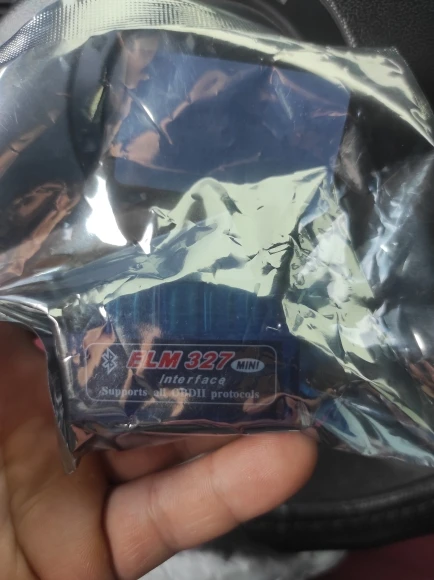 ELM 327 MINI
Interface
Supports all OBDII protocols